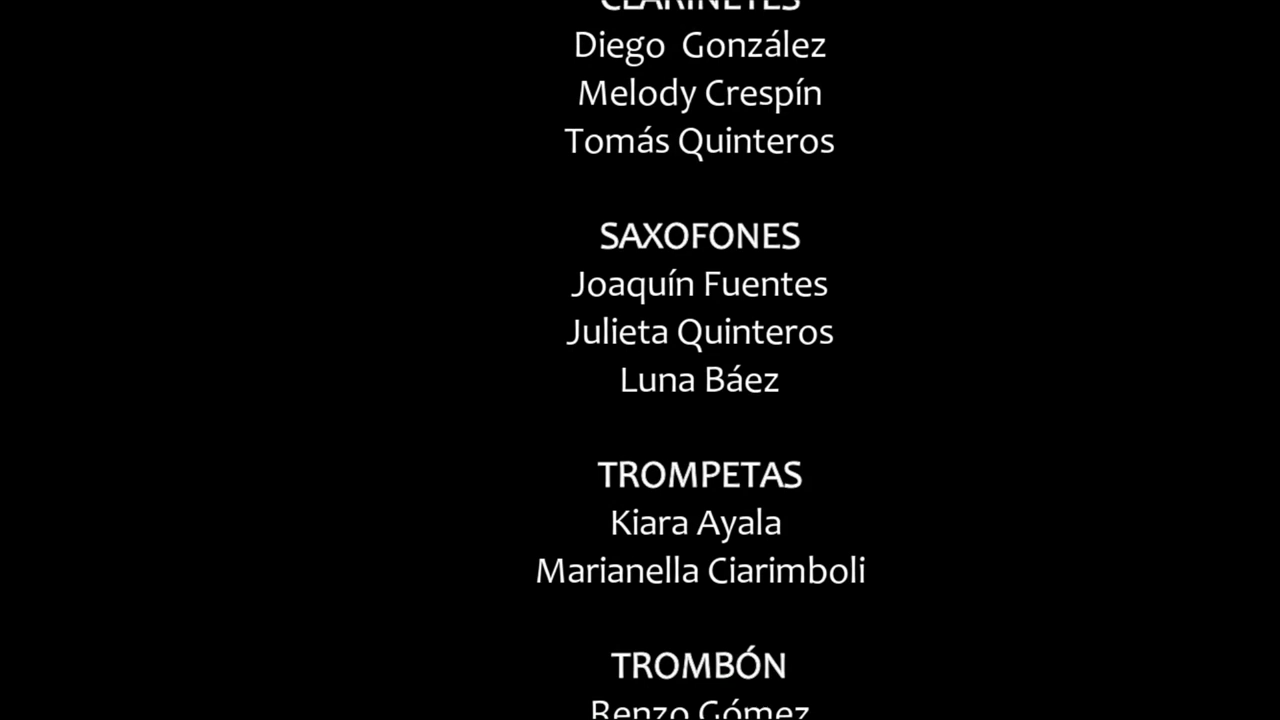 CLARINETES
Diego González
Melody Crespín
Tomás Quinteros
SAXOFONES
Joaquín Fuentes
Julieta Quinteros
Luna Báez
TROMPETAS
Kiara Ayala
Marianella Ciarimboli
TROMBÓN
Renzo Gómez